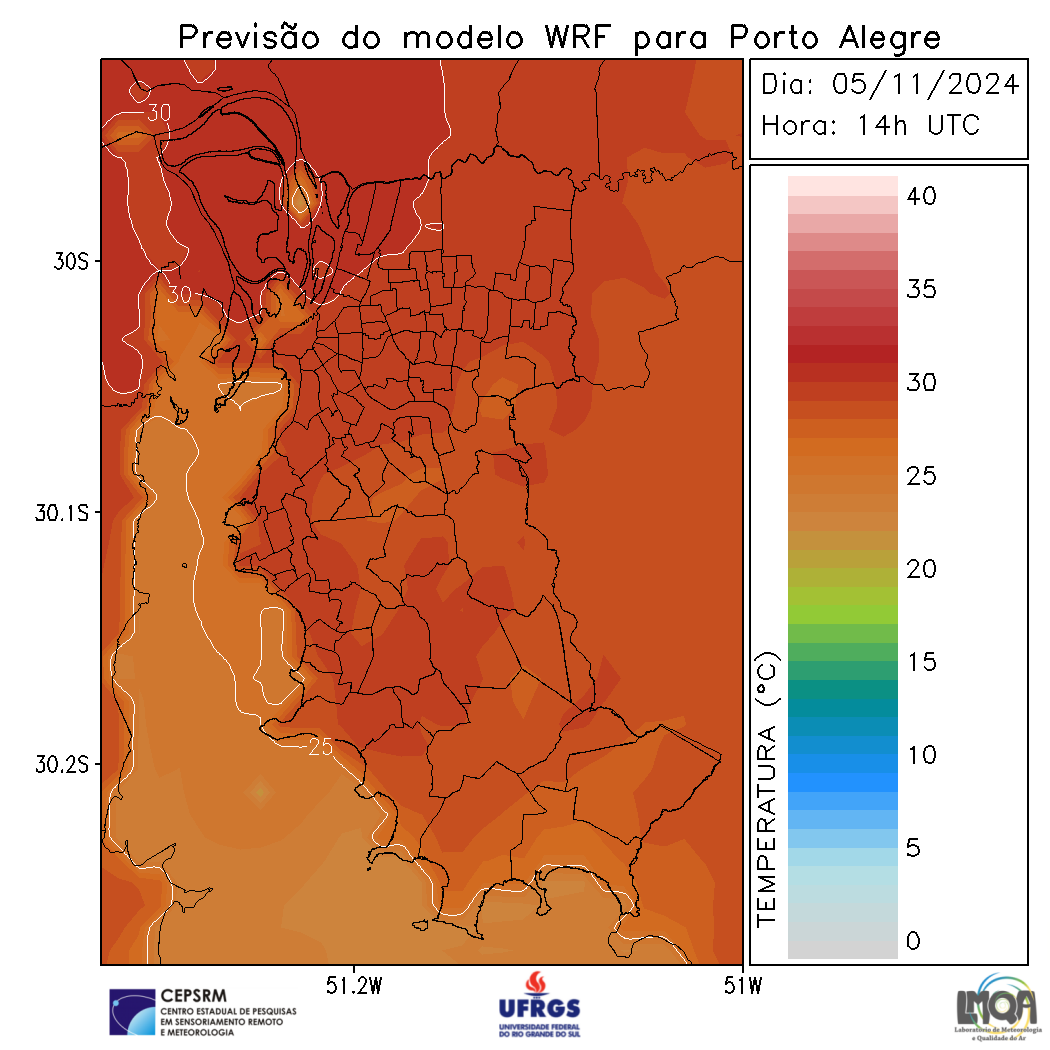 Previsão do modelo WRF para Porto Alegre
Dia: 05/11/2024
Hora: 14h UTC
30
30
25
30S
30.1S
30.2S
51.2W
51W
TEMPERATURA (°C)
40
35
30
25
20
15
10
5
0
CEPSRM
CENTRO ESTADUAL DE PESQUISAS
EM SENSORIAMENTO REMOTO
E METEOROLOGIA
UFRGS
UNIVERSIDADE FEDERAL
DO RIO GRANDE DO SUL
LMQA
Laboratório de Meteorologia
e Qualidade do Ar